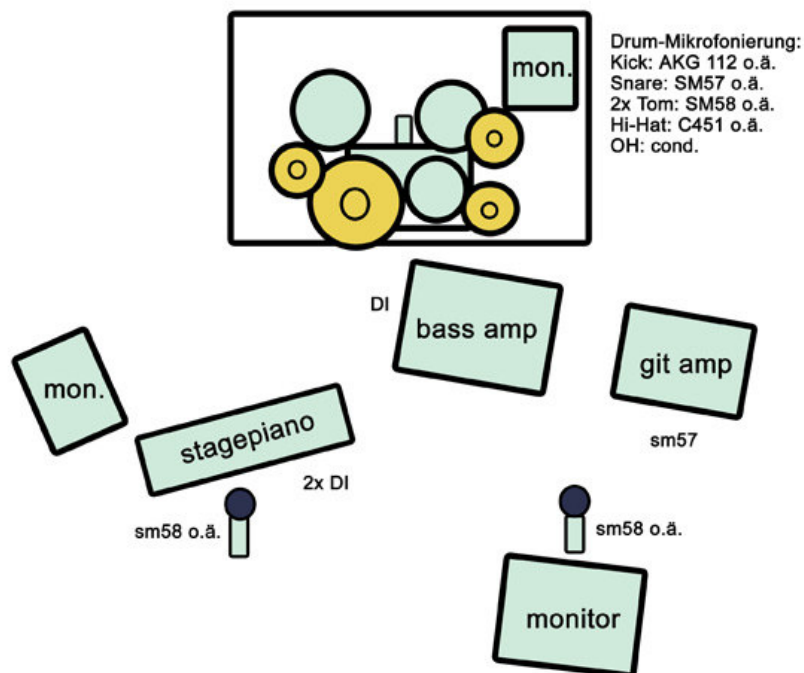 mon.
Drum-Mikrofonierung:
Kick: AKG 112 o.ä.
Snare: SM57 o.ä.
2x Tom: SM58 o.ä.
Hi-Hat: C451 o.ä.
OH: cond.
DI
bass amp
git amp
mon.
stagepiano
sm57
2x DI
sm58 o.ä.
sm58 o.ä.
monitor